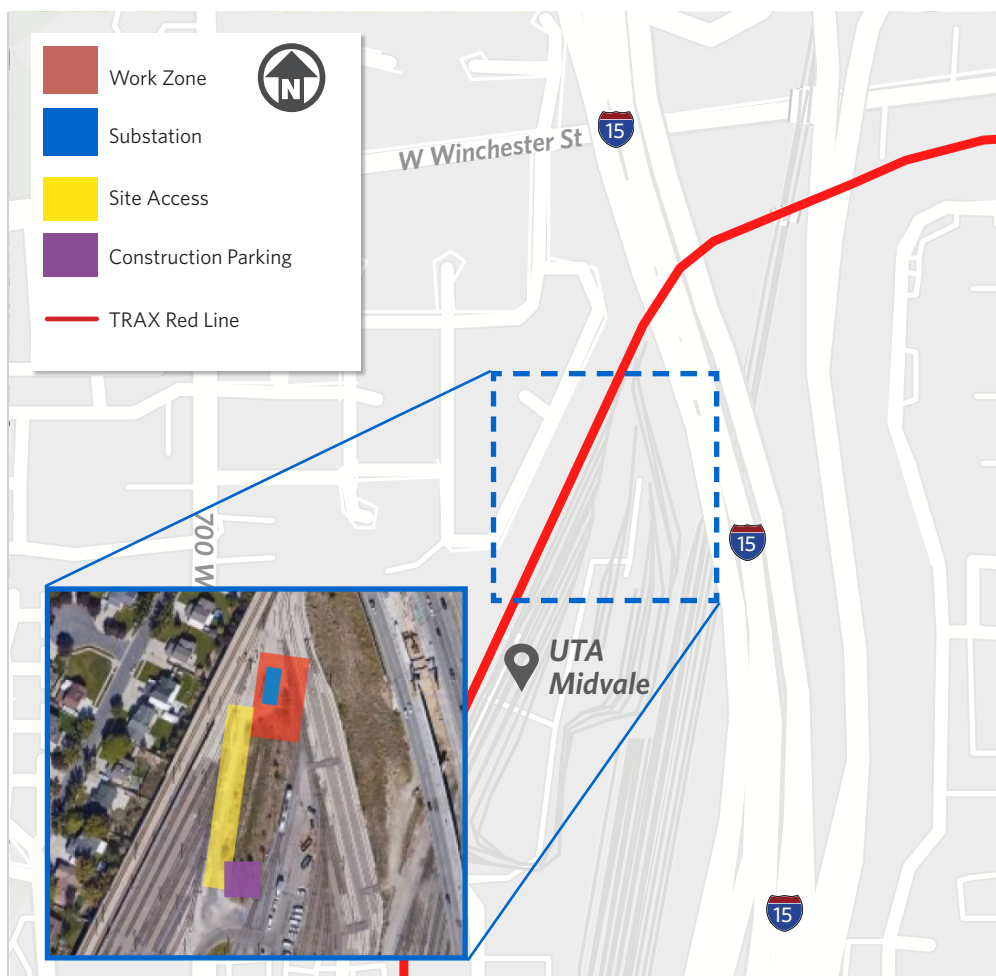 Work Zone
N
Substation
Site Access
Construction Parking
TRAX Red Line
W Winchester St
15
700 W
15
UTA
Midvale
15